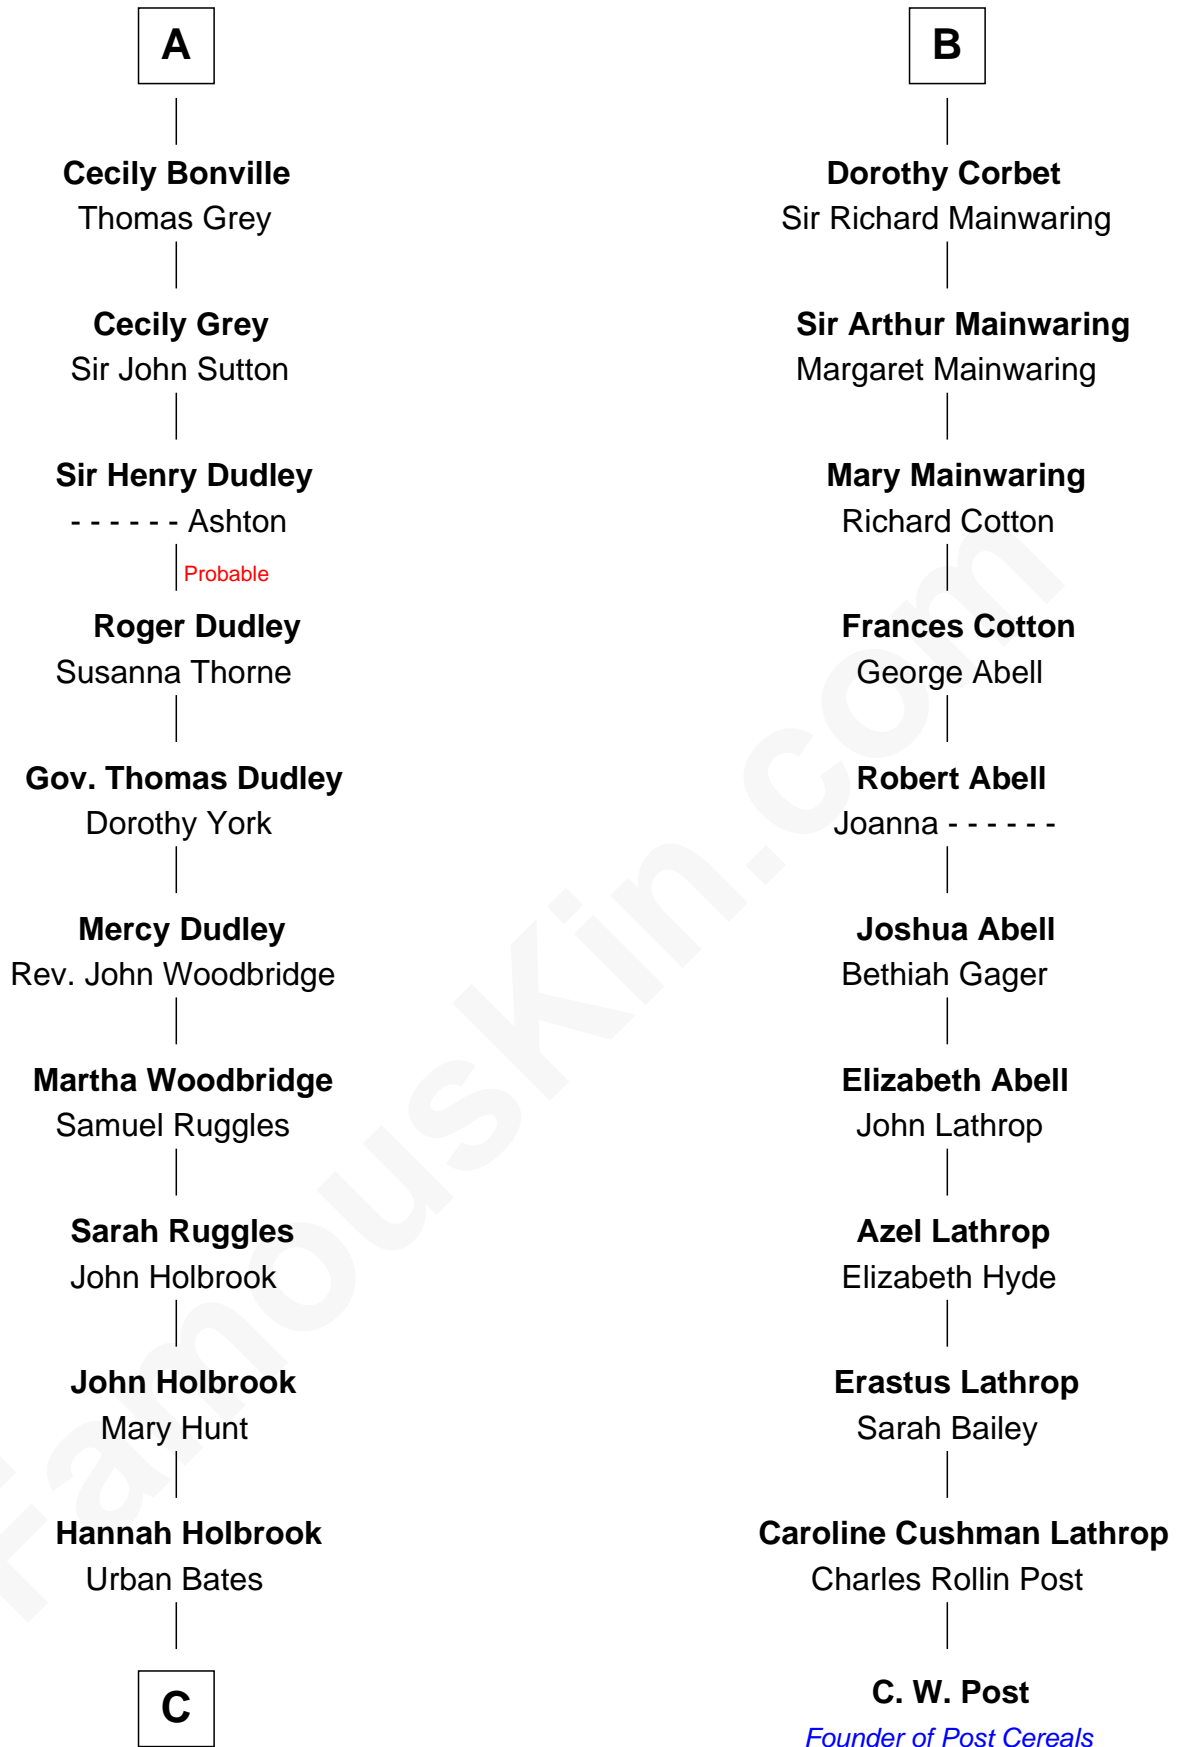 A
Cecily Bonville
Thomas Grey
Cecily Grey
Sir John Sutton
Sir Henry Dudley
- - - - - - Ashton
Probable
Roger Dudley
Susanna Thorne
Gov. Thomas Dudley
Dorothy York
Mercy Dudley
Rev. John Woodbridge
Martha Woodbridge
Samuel Ruggles
Sarah Ruggles
John Holbrook
John Holbrook
Mary Hunt
Hannah Holbrook
Urban Bates
C
B
Dorothy Corbet
Sir Richard Mainwaring
Sir Arthur Mainwaring
Margaret Mainwaring
Mary Mainwaring
Richard Cotton
Frances Cotton
George Abell
Robert Abell
Joanna - - - - - -
Joshua Abell
Bethiah Gager
Elizabeth Abell
John Lathrop
Azel Lathrop
Elizabeth Hyde
Erastus Lathrop
Sarah Bailey
Caroline Cushman Lathrop
Charles Rollin Post
C. W. Post
Founder of Post Cereals
FamousKin.com